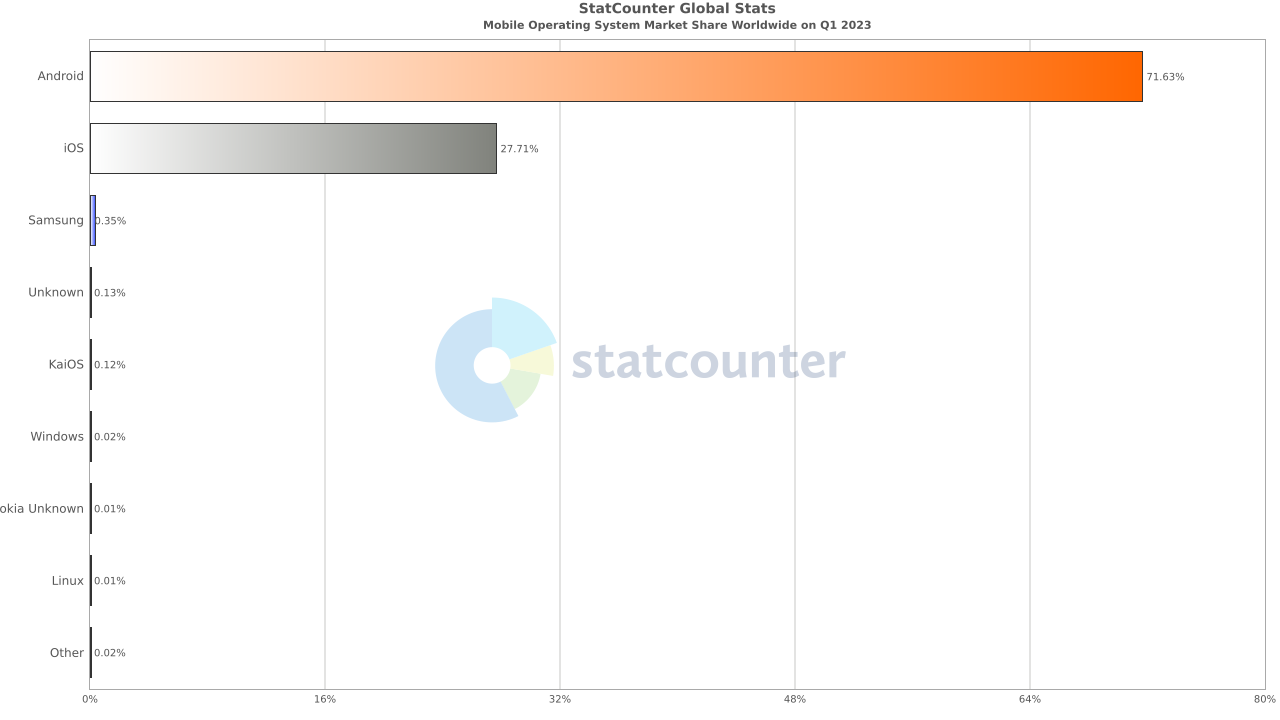 StatCounter Global Stats
Mobile Operating System Market Share Worldwide on Q1 2023
Android 71.63%
iOS 27.71%
Samsung 0.35%
Unknown 0.13%
KaiOS 0.12%
statcounter
Windows 0.02%
okia Unknown 0.01%
Linux 0.01%
Other 0.02%
0% 16% 32% 48% 64% 80%